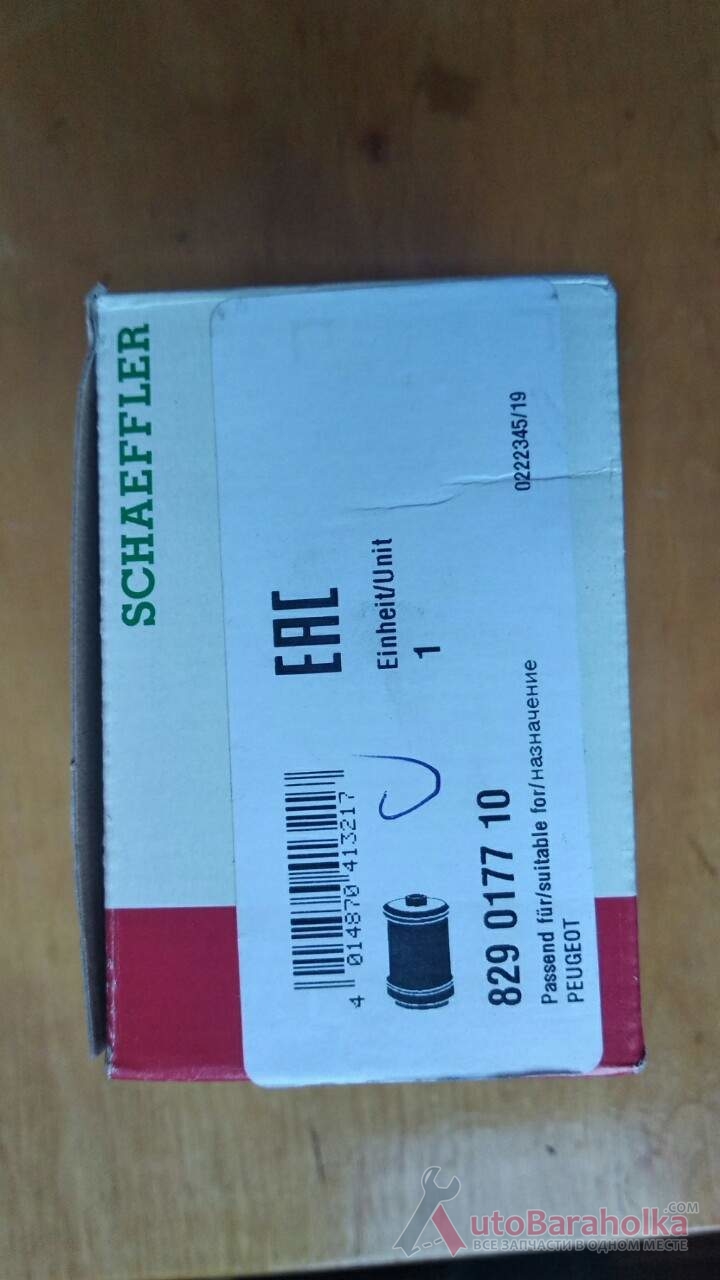 SCHAEFFLER
EAC
Einheit/Unit
1
0222345/19
4 014870 413217
829 0177 10
Passend für/suitable for/назначение
PEUGEOT
AutoBaraholka.COM
ВСЕ ЗАПЧАСТИ В ОДНОМ МЕСТЕ